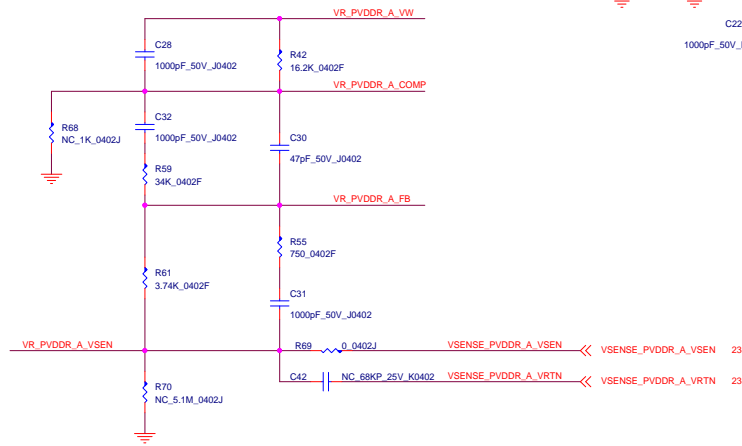 VR_PVDDR_A_VW
C22
C28
1000pF_50V_J0402
R42
16.2K_0402F
VR_PVDDR_A_COMP
R68
NC_1K_0402J
C32
1000pF_50V_J0402
C30
47pF_50V_J0402
R59
34K_0402F
VR_PVDDR_A_FB
R55
750_0402F
R61
3.74K_0402F
C31
1000pF_50V_J0402
VR_PVDDR_A_VSEN
R69 0_0402J VSENSE_PVDDR_A_VSEN VSENSE_PVDDR_A_VSEN 23
C42 NC_68KP_25V_K0402 VSENSE_PVDDR_A_VRTN VSENSE_PVDDR_A_VRTN 23
R70
NC_5.1M_0402J